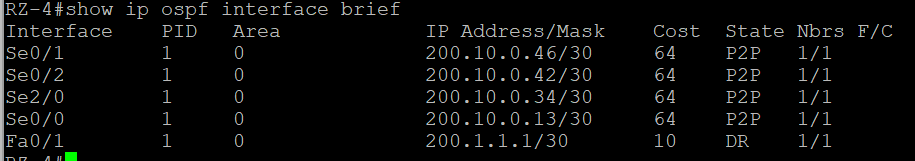 RZ-4#show ip ospf interface brief
Interface    PID   Area            IP Address/Mask    Cost  State Nbrs F/C
Se0/1        1     0               200.10.0.46/30     64    P2P   1/1
Se0/2        1     0               200.10.0.42/30     64    P2P   1/1
Se2/0        1     0               200.10.0.34/30     64    P2P   1/1
Se0/0        1     0               200.10.0.13/30     64    P2P   1/1
Fa0/1        1     0               200.1.1.1/30       10    DR    1/1
RZ-4#